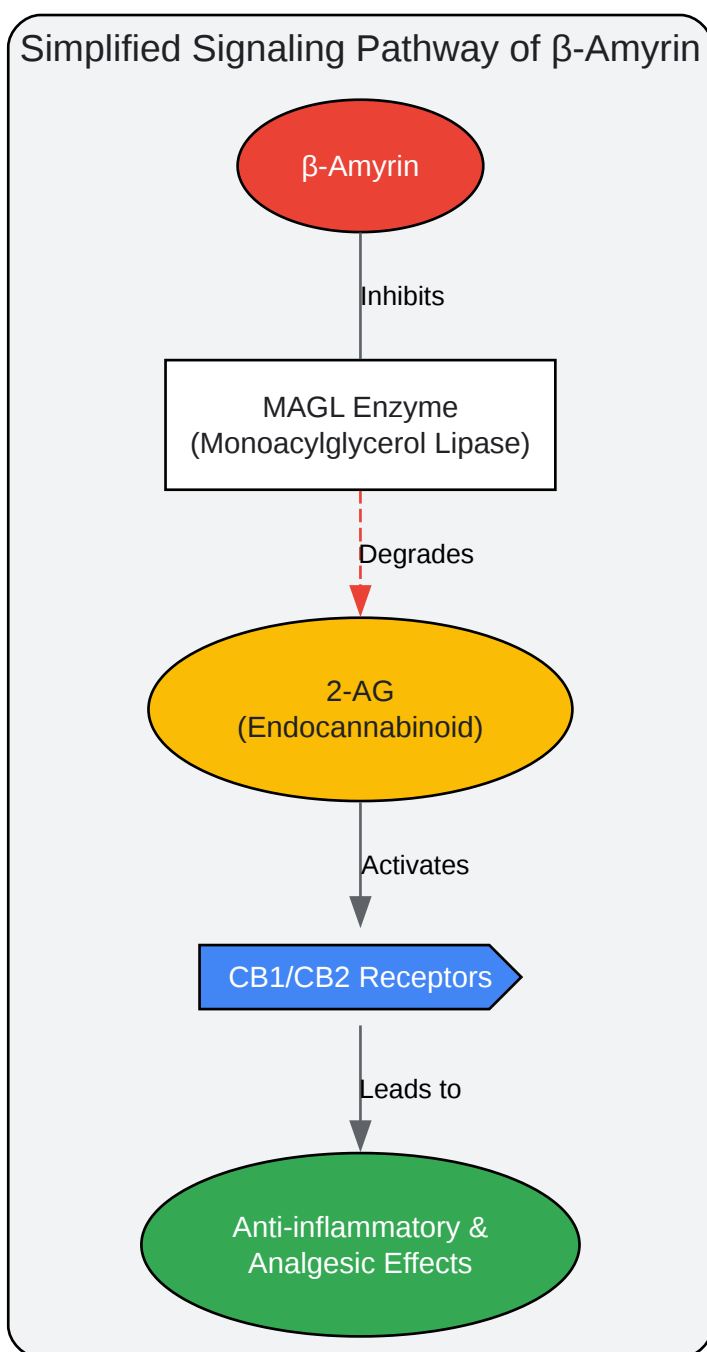 Simplified Signaling Pathway of β-Amyrin
β-Amyrin
Inhibits
MAGL Enzyme
(Monoacylglycerol Lipase)
Degrades
2-AG
(Endocannabinoid)
Activates
CB1/CB2 Receptors
Leads to
Anti-inflammatory &
Analgesic Effects